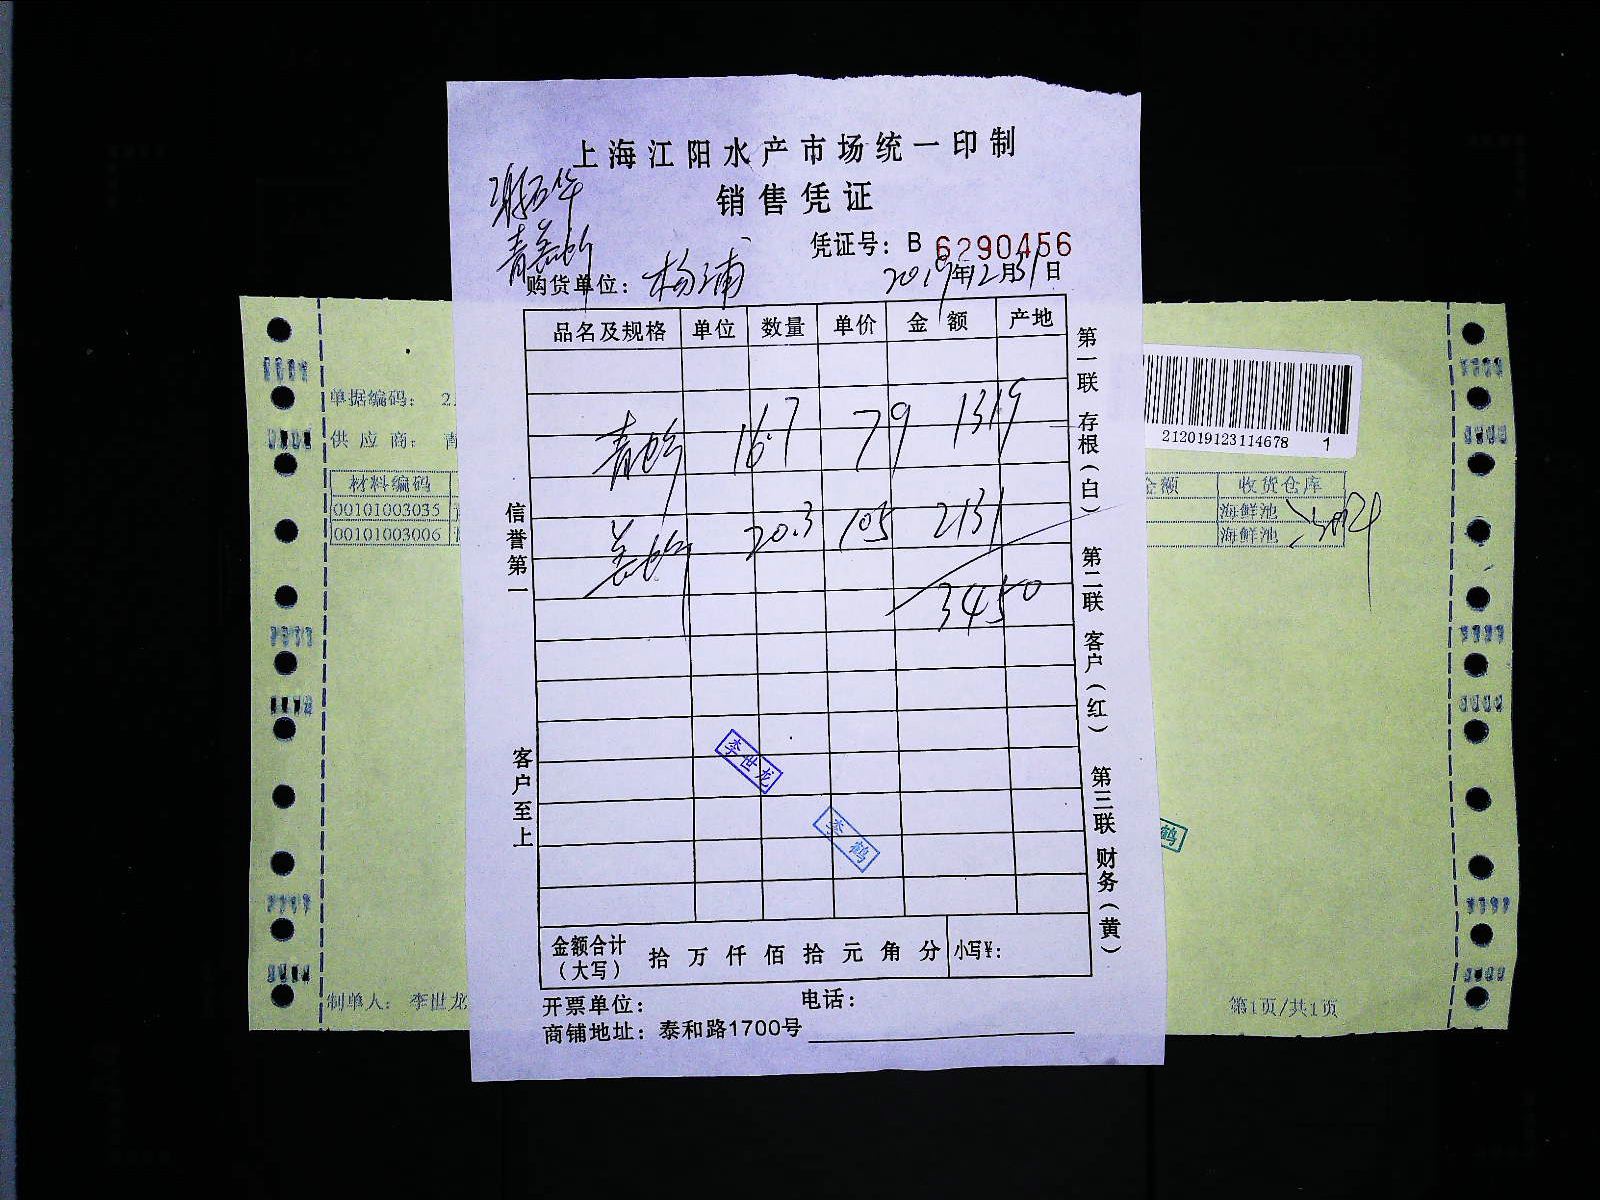 上海江阳水产市场统一印制
销售凭证
凭证号：B 6290456
购货单位：杨浦
2019年12月31日
品名及规格 单位 数量 单价 金额 产地
青蚧 16.7 79 1319
20.3 105 2131
3450
李世龙
李鹤
金额合计（大写） 拾 万 仟 佰 拾 元 角 分 小写¥：
开票单位： 电话：
商铺地址：泰和路1700号
信誉第一
客户至上
第一联 存根（白） 第二联 客户（红） 第三联 财务（黄）
单据编码： 2
供应商： 青
材料编码
00101003035
00101003006
制单人： 李世龙
212019123114678 1
金额 收货仓库
海鲜池
海鲜池
鹤
第1页/共1页